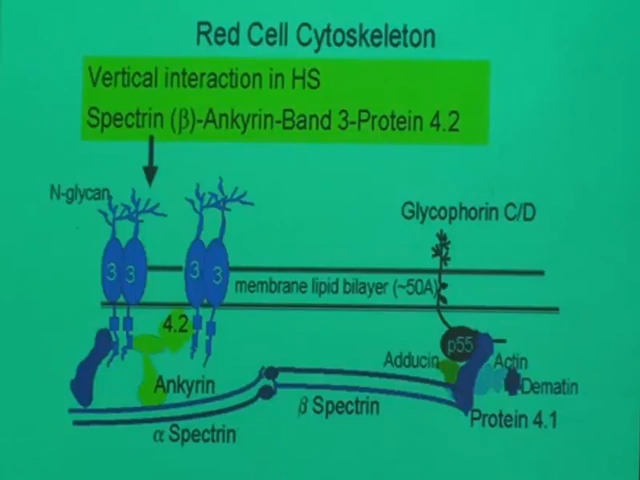 Red Cell Cytoskeleton
Vertical interaction in HS
Spectrin (β)-Ankyrin-Band 3-Protein 4.2
N-glycan
Glycophorin C/D
3 3 3 3
membrane lipid bilayer (~50A)
4.2
p55
Adducin
Actin
Ankyrin
Dematin
β Spectrin
Protein 4.1
α Spectrin